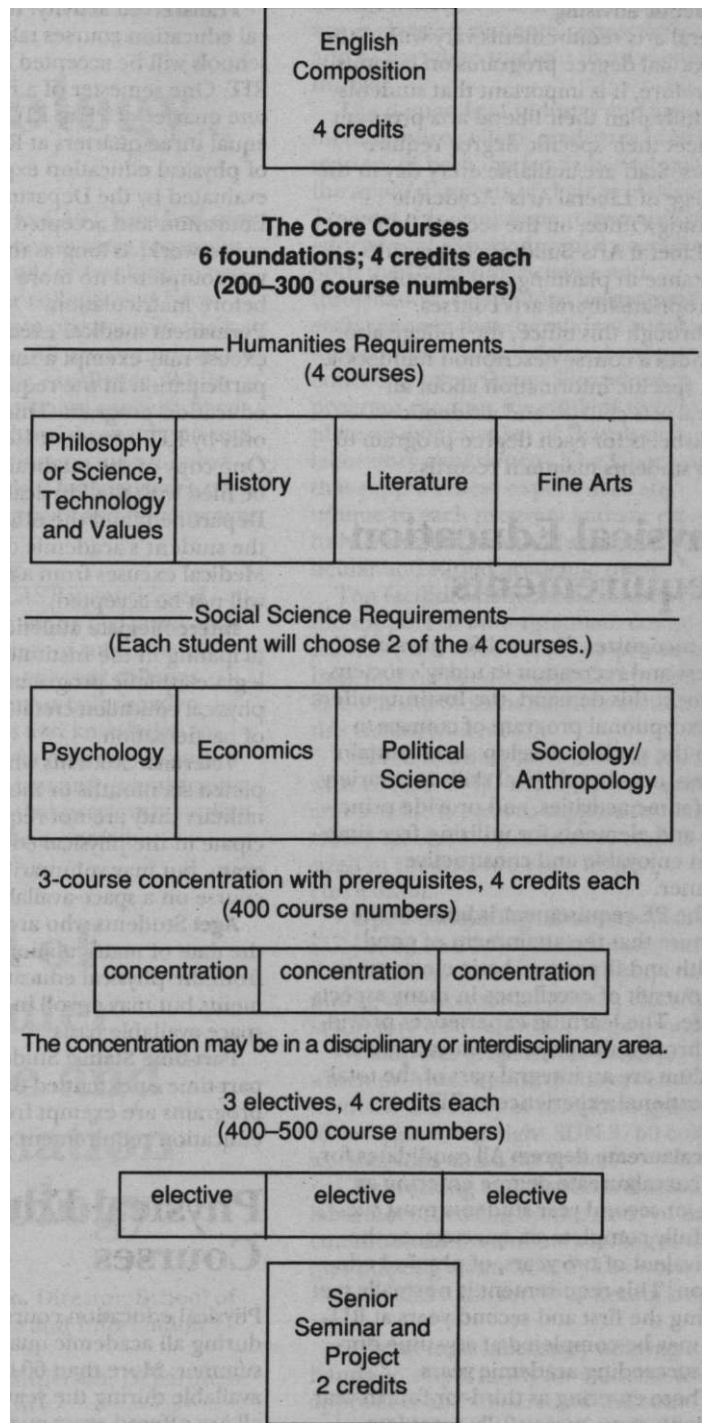 English
Composition
4 credits
The Core Courses
6 foundations; 4 credits each
(200–300 course numbers)
Humanities Requirements
(4 courses)
Philosophy
of Science,
Technology
and Values
History
Literature
Fine Arts
Social Science Requirements
(Each student will choose 2 of the 4 courses.)
Psychology
Economics
Political
Science
Sociology/
Anthropology
3-course concentration with prerequisites, 4 credits each
(400 course numbers)
concentration concentration concentration
The concentration may be in a disciplinary or interdisciplinary area.
3 electives, 4 credits each
(400–500 course numbers)
elective elective elective
Senior
Seminar and
Project
2 credits